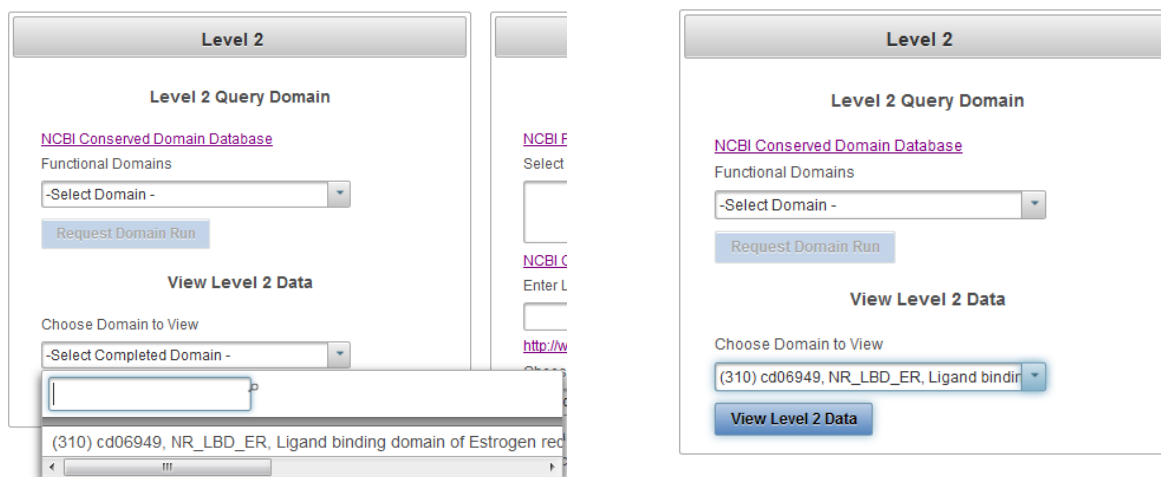 Level 2
Level 2 Query Domain
NCBI Conserved Domain Database
Functional Domains
-Select Domain -
Request Domain Run
View Level 2 Data
Choose Domain to View
-Select Completed Domain -
(310) cd06949, NR_LBD_ER, Ligand binding domain of Estrogen rec
NCBI
Select
NCBI
Enter L
http://w
Level 2
Level 2 Query Domain
NCBI Conserved Domain Database
Functional Domains
-Select Domain -
Request Domain Run
View Level 2 Data
Choose Domain to View
(310) cd06949, NR_LBD_ER, Ligand bindin
View Level 2 Data